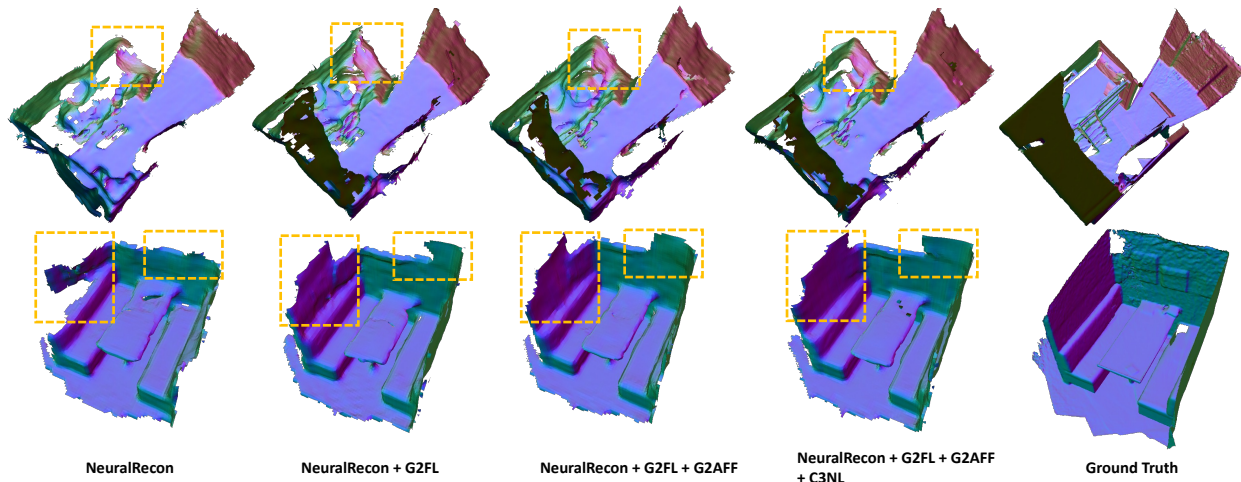 NeuralRecon
NeuralRecon + G2FL
NeuralRecon + G2FL + G2AFF
NeuralRecon + G2FL + G2AFF
+ C3NL
Ground Truth